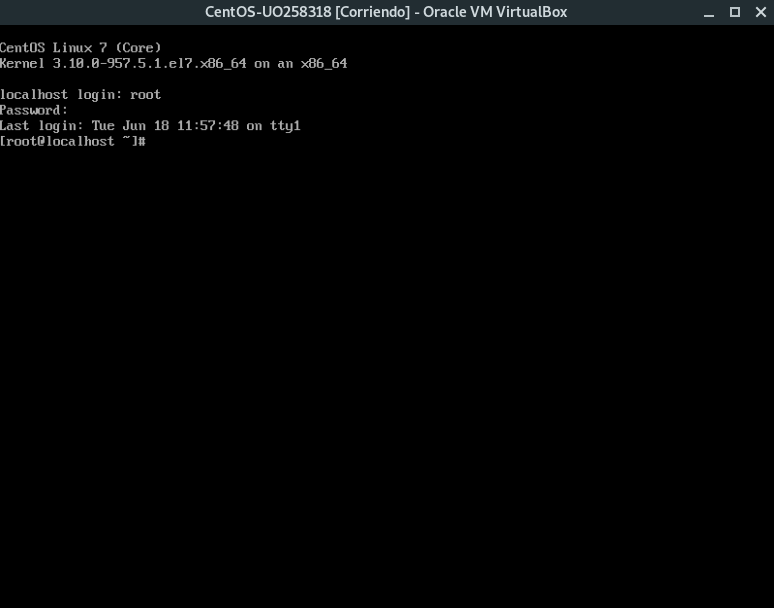 CentOS-UO258318 [Corriendo] - Oracle VM VirtualBox
CentOS Linux 7 (Core)
Kernel 3.10.0-957.5.1.el7.x86_64 on an x86_64
localhost login: root
Password:
Last login: Tue Jun 18 11:57:48 on tty1
[root@localhost ~]#